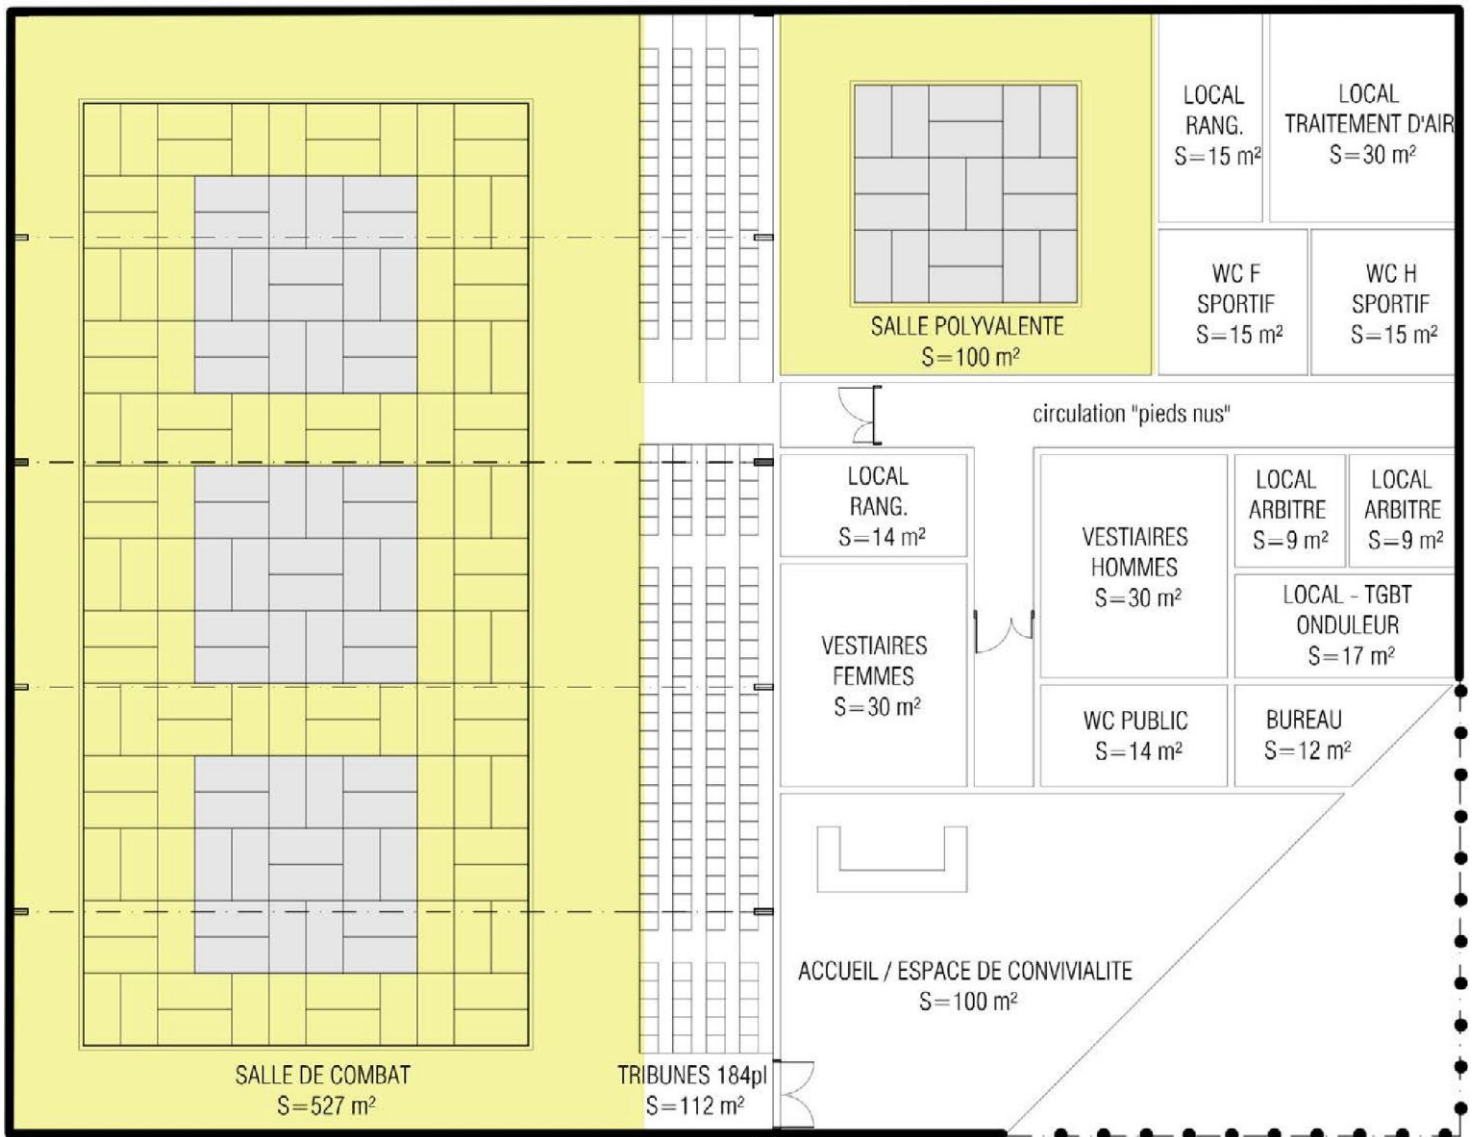 LOCAL
RANG.
S=15 m²
LOCAL
TRAITEMENT D'AIR
S=30 m²
WC F
SPORTIF
S=15 m²
WC H
SPORTIF
S=15 m²
SALLE POLYVALENTE
S=100 m²
circulation "pieds nus"
LOCAL
RANG.
S=14 m²
VESTIAIRES
HOMMES
S=30 m²
LOCAL
ARBITRE
S=9 m²
LOCAL
ARBITRE
S=9 m²
LOCAL - TGBT
ONDULEUR
S=17 m²
VESTIAIRES
FEMMES
S=30 m²
WC PUBLIC
S=14 m²
BUREAU
S=12 m²
ACCUEIL / ESPACE DE CONVIVIALITE
S=100 m²
SALLE DE COMBAT
S=527 m²
TRIBUNES 184pl
S=112 m²